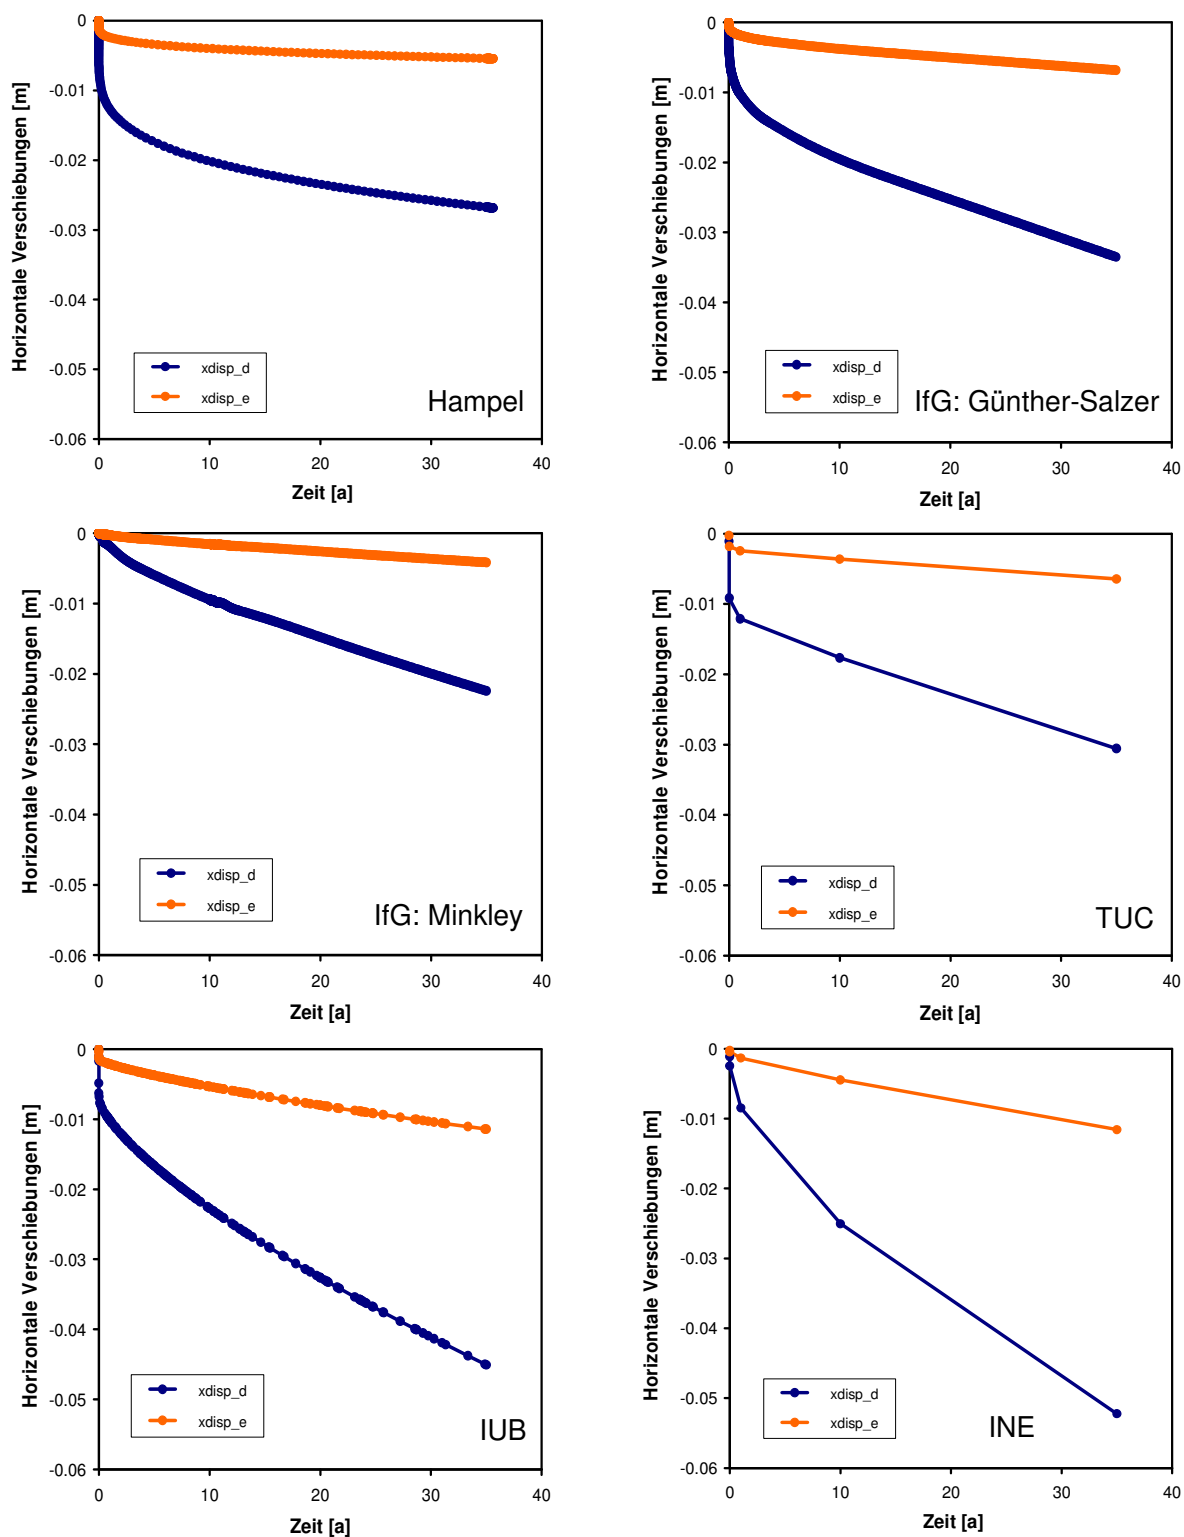 Horizontale Verschiebungen [m]
0
-0.01
-0.02
-0.03
-0.04
-0.05
-0.06
xdisp_d
xdisp_e
Hampel
0 10 20 30 40
Zeit [a]
Horizontale Verschiebungen [m]
0
-0.01
-0.02
-0.03
-0.04
-0.05
-0.06
xdisp_d
xdisp_e
IfG: Günther-Salzer
0 10 20 30 40
Zeit [a]
Horizontale Verschiebungen [m]
0
-0.01
-0.02
-0.03
-0.04
-0.05
-0.06
xdisp_d
xdisp_e
IfG: Minkley
0 10 20 30 40
Zeit [a]
Horizontale Verschiebungen [m]
0
-0.01
-0.02
-0.03
-0.04
-0.05
-0.06
xdisp_d
xdisp_e
TUC
0 10 20 30 40
Zeit [a]
Horizontale Verschiebungen [m]
0
-0.01
-0.02
-0.03
-0.04
-0.05
-0.06
xdisp_d
xdisp_e
IUB
0 10 20 30 40
Zeit [a]
Horizontale Verschiebungen [m]
0
-0.01
-0.02
-0.03
-0.04
-0.05
-0.06
xdisp_d
xdisp_e
INE
0 10 20 30 40
Zeit [a]